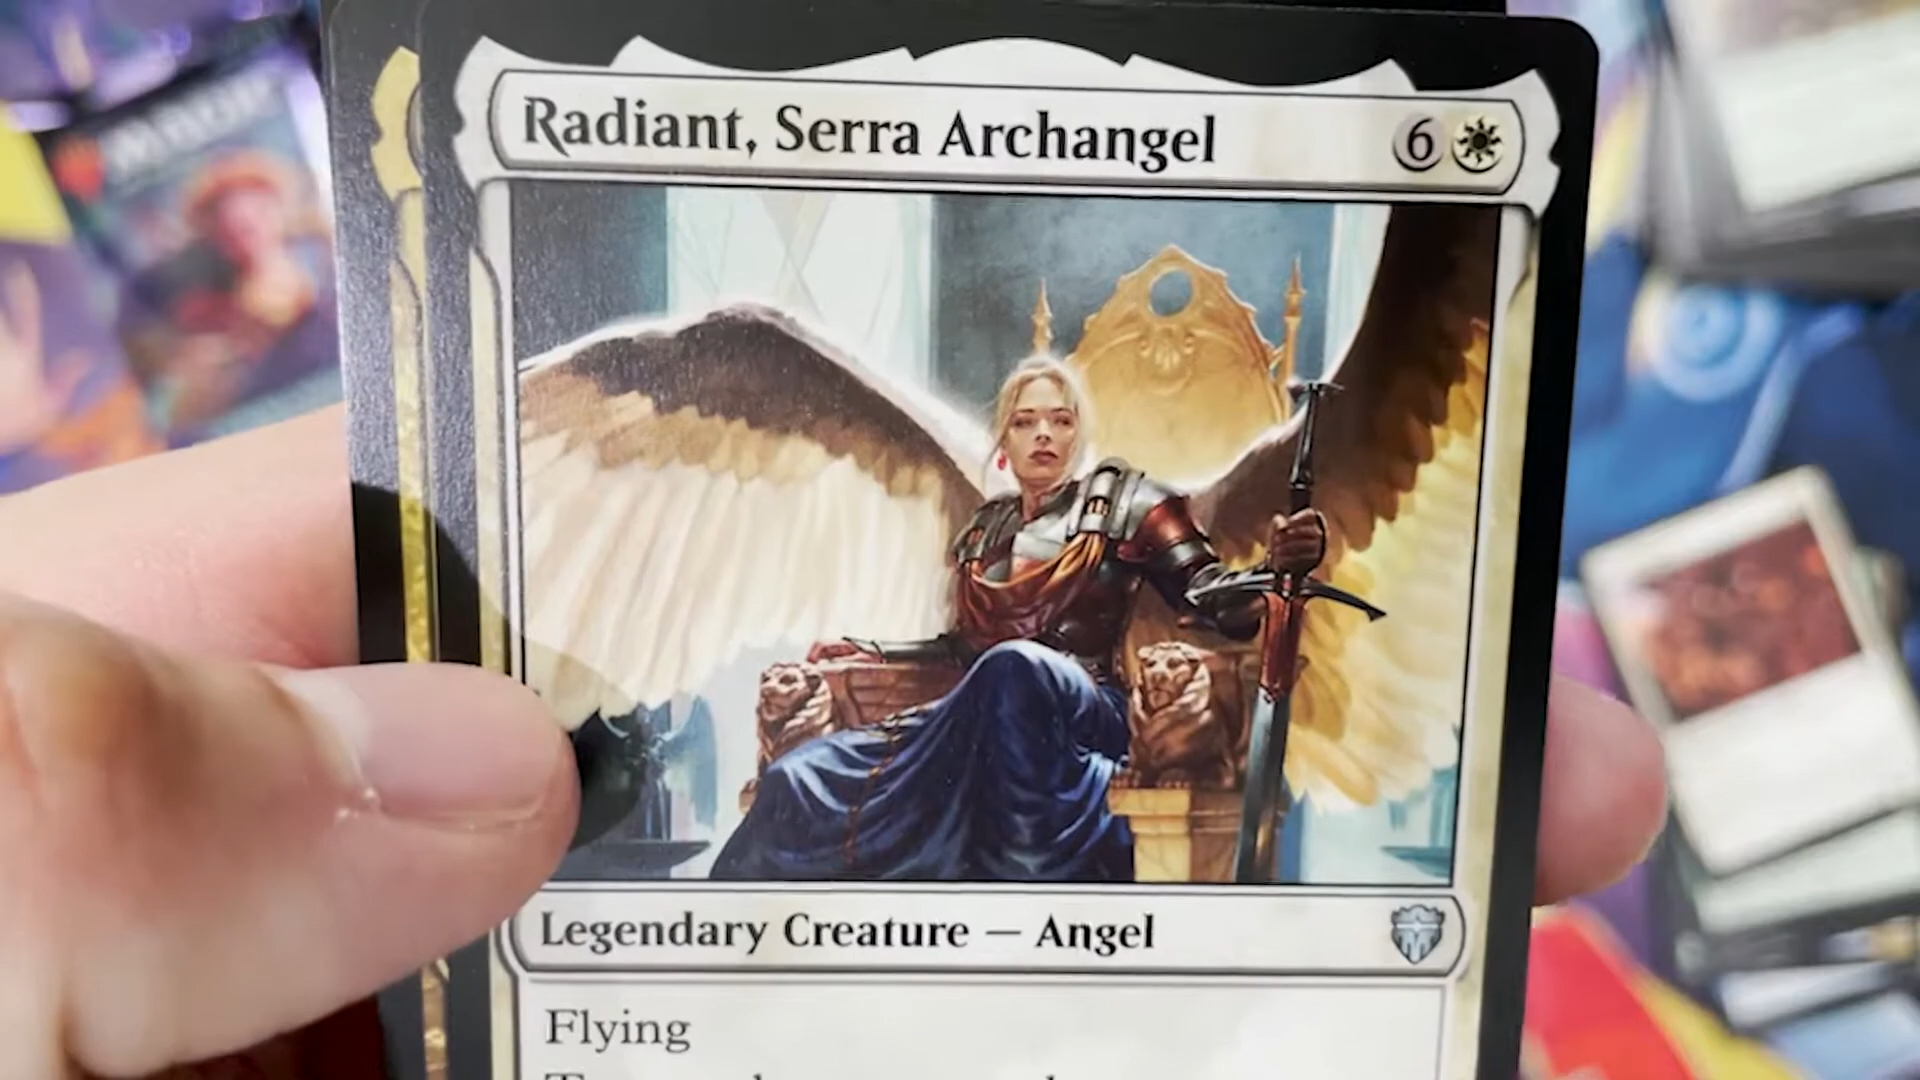 Radiant, Serra Archangel 6
Legendary Creature — Angel
Flying